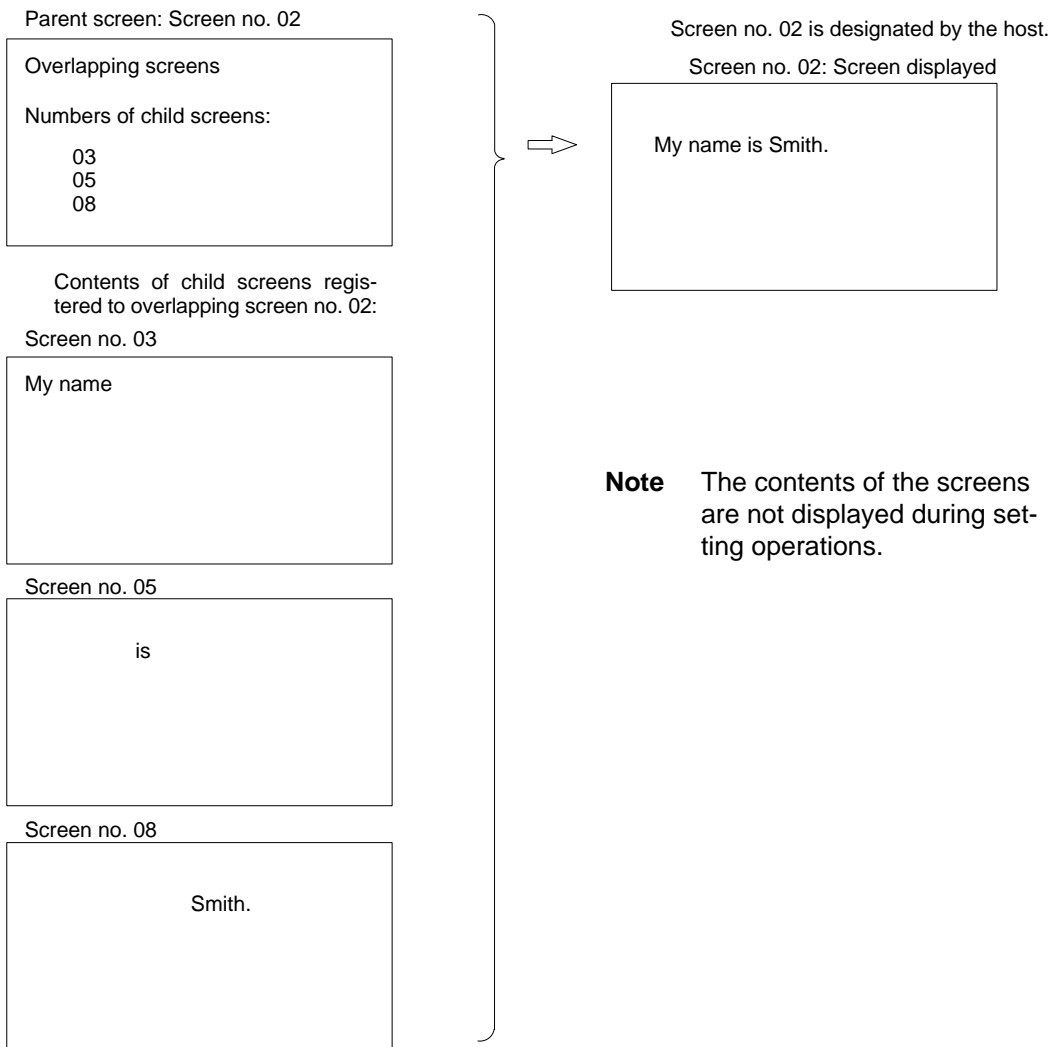 Parent screen: Screen no. 02
Overlapping screens
Numbers of child screens:
03
05
08
Contents of child screens regis-
tered to overlapping screen no. 02:
Screen no. 03
My name
Screen no. 05
is
Screen no. 08
Smith.
Screen no. 02 is designated by the host.
Screen no. 02: Screen displayed
My name is Smith.
Note The contents of the screens
are not displayed during set-
ting operations.